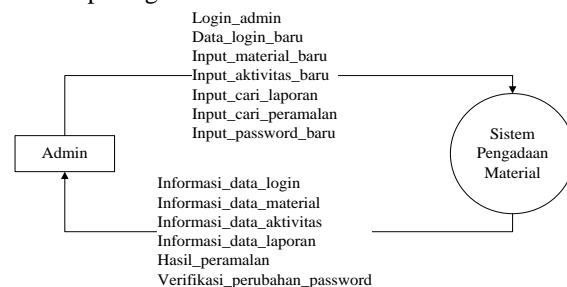 Login_admin
Data_login_baru
Input_material_baru
Input_aktivitas_baru
Input_cari_laporan
Input_cari_peramalan
Input_password_baru
Admin
Sistem
Pengadaan
Material
Informasi_data_login
Informasi_data_material
Informasi_data_aktivitas
Informasi_data_laporan
Hasil_peramalan
Verifikasi_perubahan_password